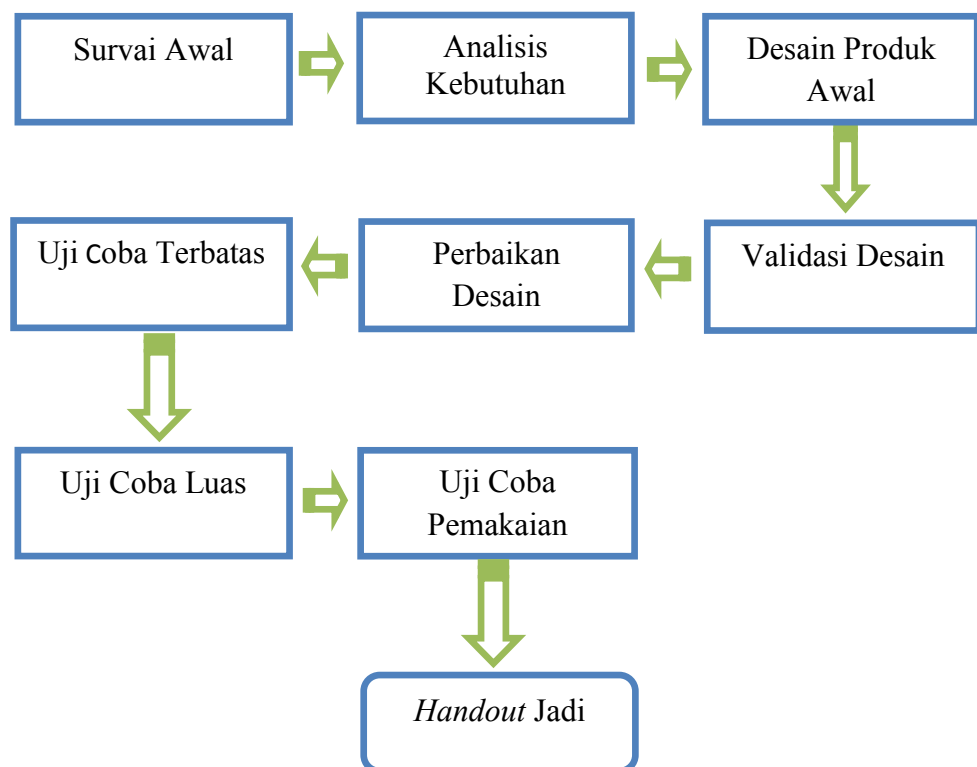 Survai Awal
Analisis
Kebutuhan
Desain Produk
Awal
Validasi Desain
Perbaikan
Desain
Uji Coba Terbatas
Uji Coba Luas
Uji Coba
Pemakaian
Handout Jadi